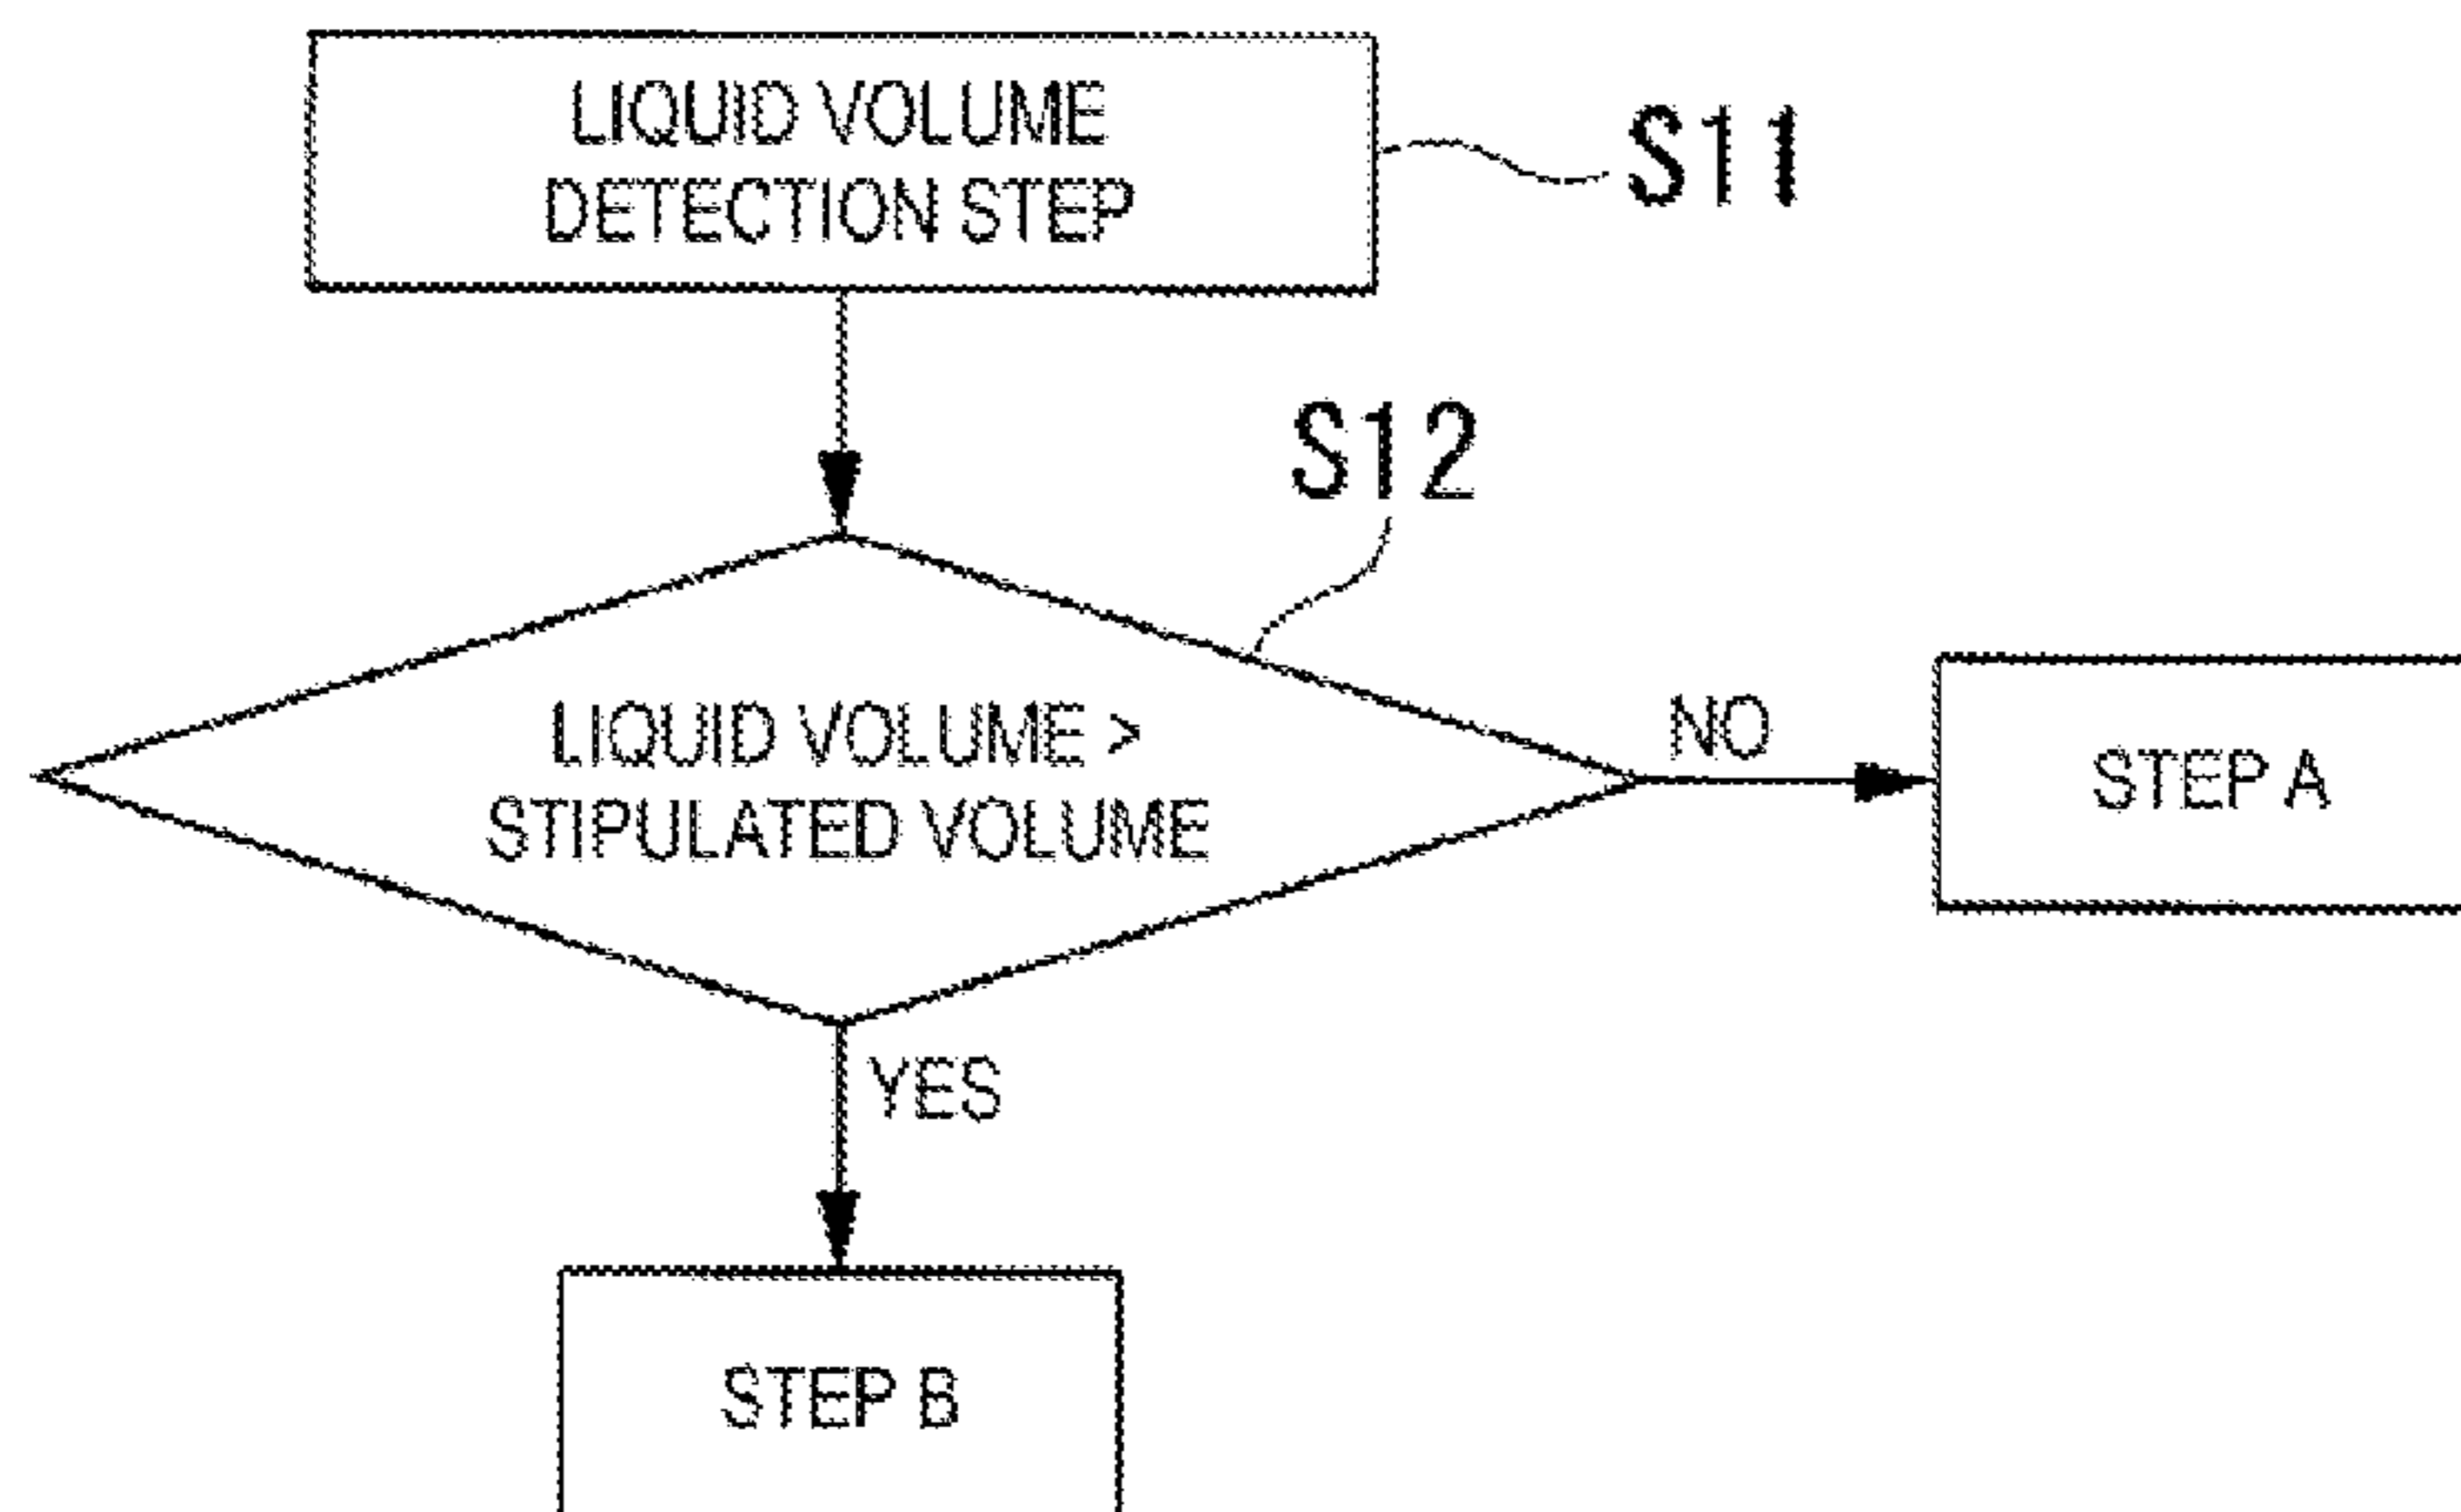 LIQUID VOLUME
DETECTION STEP
S11
S12
LIQUID VOLUME >
STIPULATED VOLUME
NO
STEP A
YES
STEP B